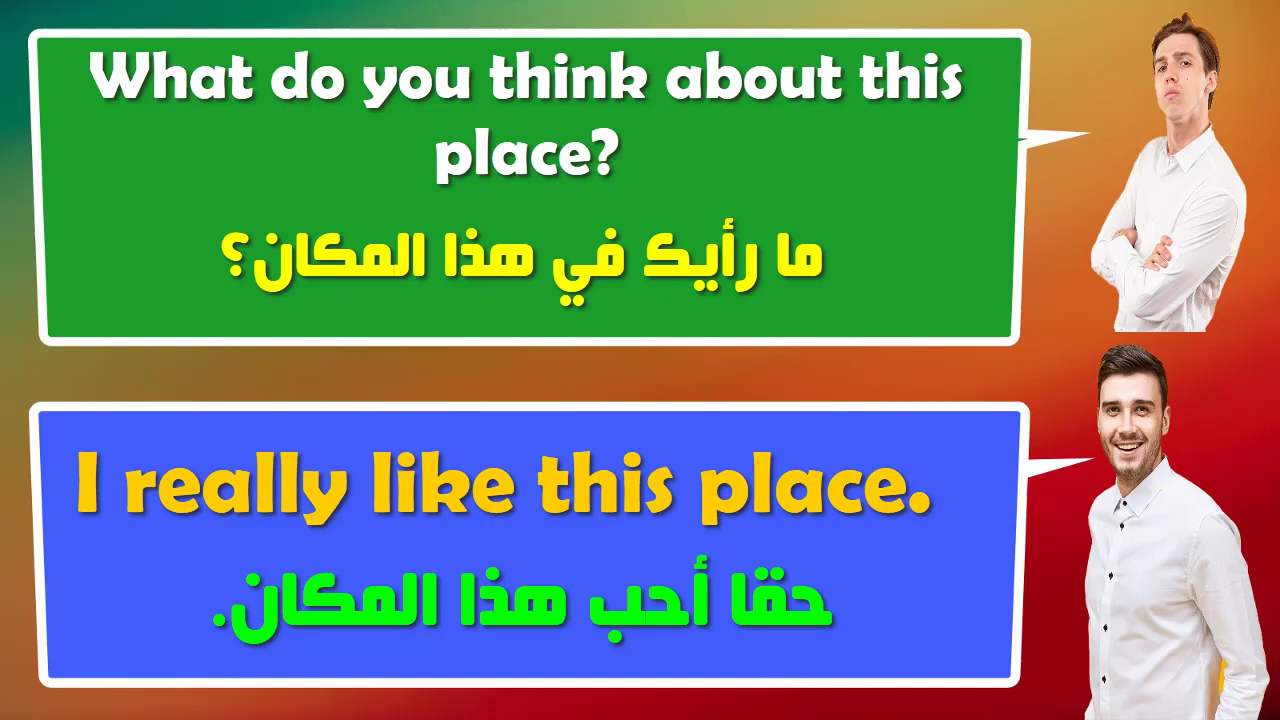 What do you think about this
place?
ما رأيك في هذا المكان؟
I really like this place.
حقا أحب هذا المكان.